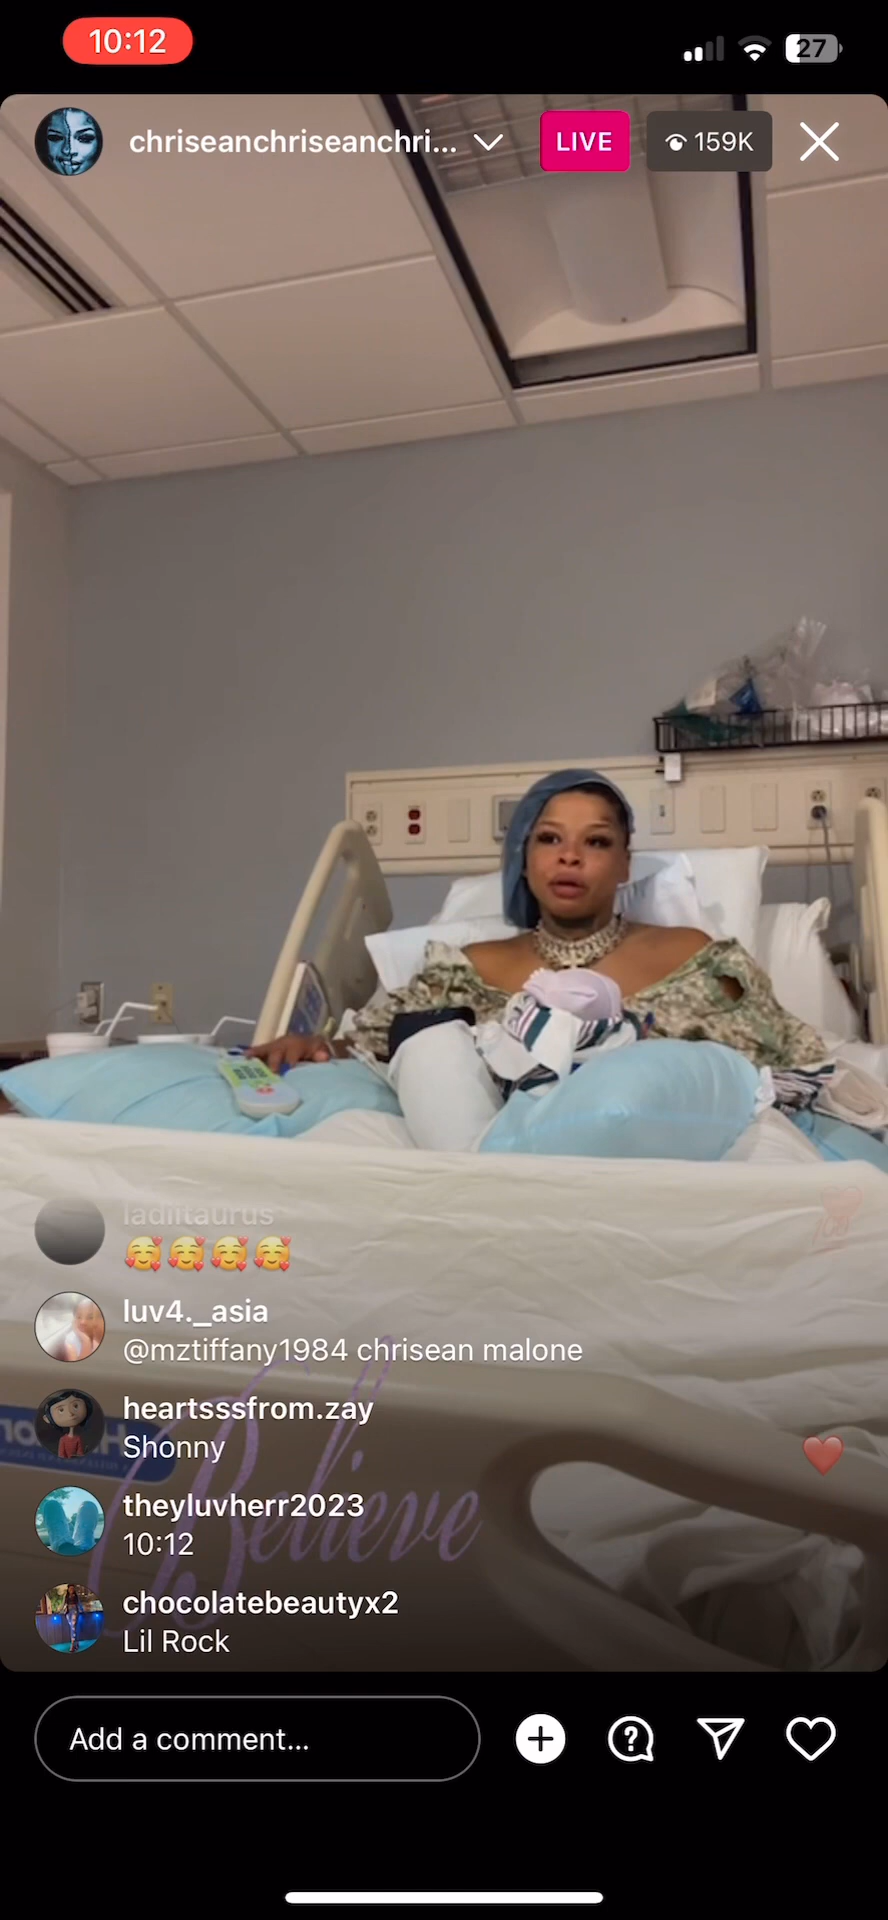 10:12
27
chriseanchriseanchri...
LIVE
159K
ladiitaurus
🥰🥰🥰🥰
luv4._asia
@mztiffany1984 chrisean malone
heartsssfrom.zay
Shonny
theyluvherr2023
10:12
Believe
chocolatebeautyx2
Lil Rock
Add a comment...